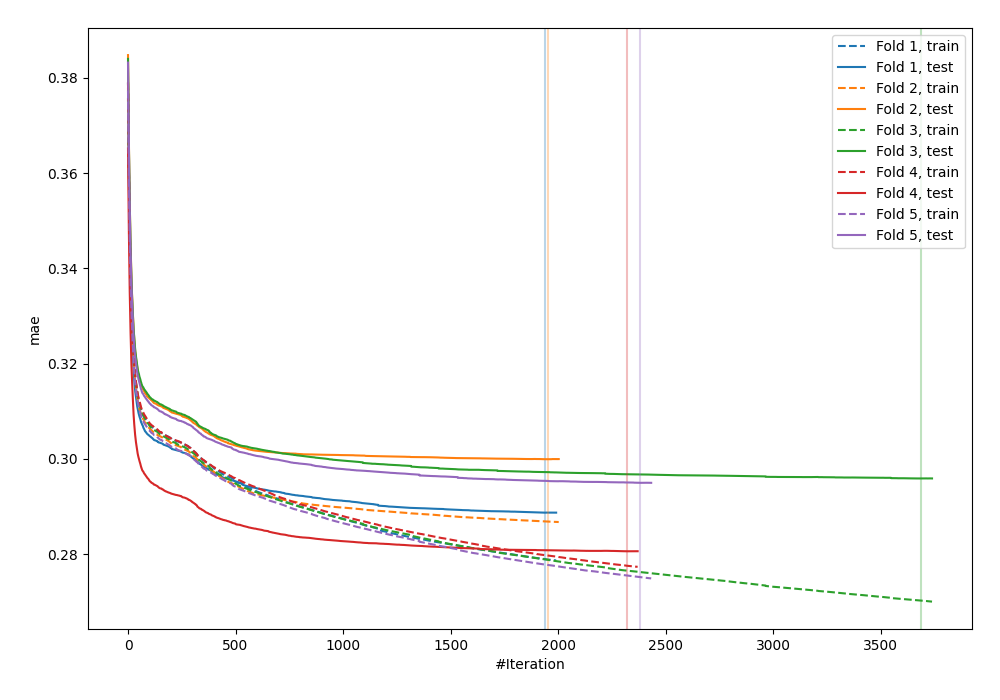 0.38
0.36
0.34
0.32
0.30
0.28
mae
0
500
1000
1500
2000
2500
3000
3500
#Iteration
Fold 1, train
Fold 1, test
Fold 2, train
Fold 2, test
Fold 3, train
Fold 3, test
Fold 4, train
Fold 4, test
Fold 5, train
Fold 5, test